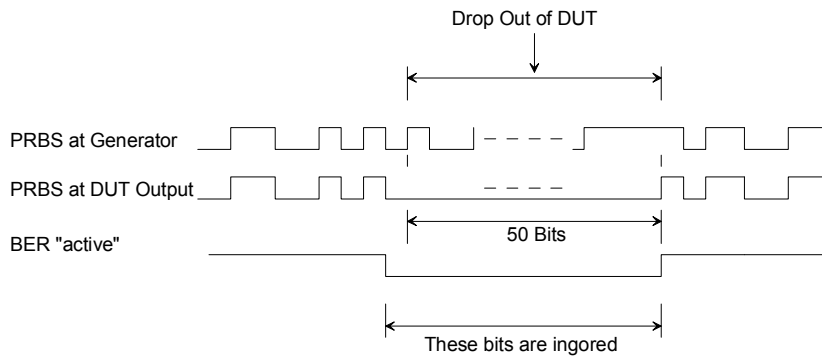 Drop Out of DUT
PRBS at Generator
PRBS at DUT Output
50 Bits
BER "active"
These bits are ingored